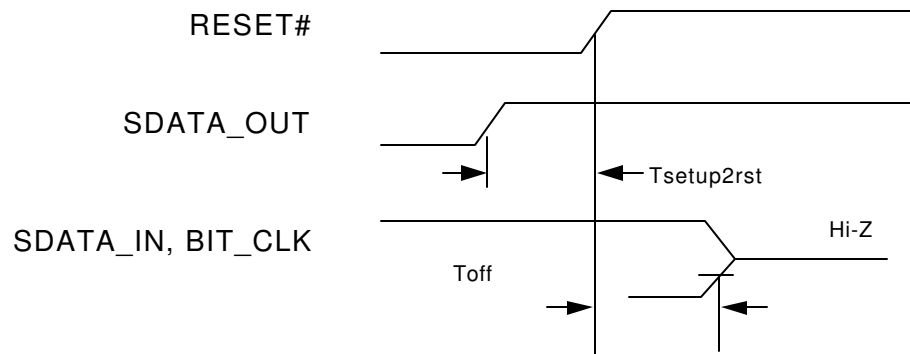 RESET#
SDATA_OUT
Tsetup2rst
SDATA_IN, BIT_CLK
Hi-Z
Toff